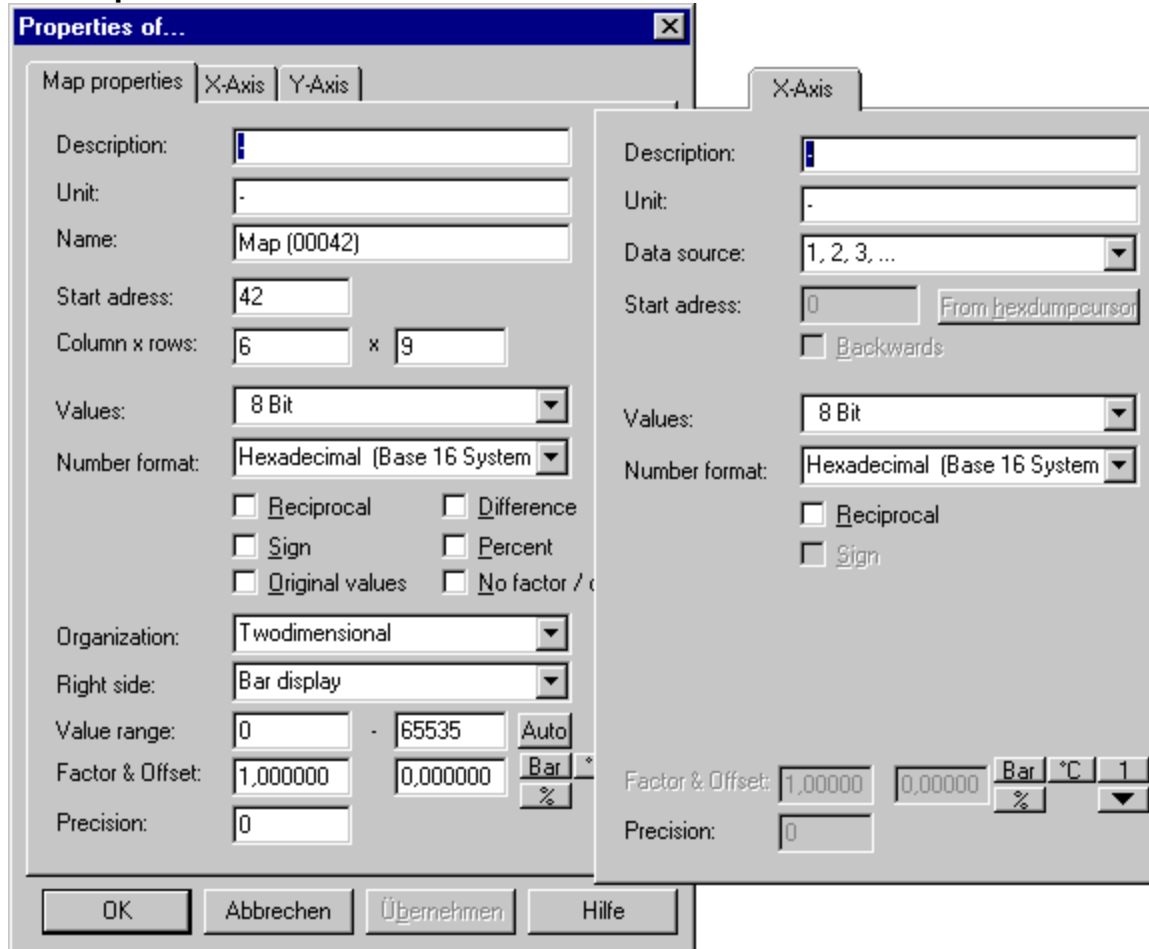 Properties of...
Map properties X-Axis Y-Axis
Description: -
Unit: -
Name: Map (00042)
Start adress: 42
Column x rows: 6 x 9
Values: 8 Bit
Number format: Hexadecimal (Base 16 System
Reciprocal Difference
Sign Percent
Original values No factor /
Organization: Twodimensional
Right side: Bar display
Value range: 0 - 65535 Auto
Factor & Offset: 1,000000 0,000000 Bar °
%
Precision: 0
OK Abbrechen Übernehmen Hilfe
X-Axis
Description: -
Unit: -
Data source: 1, 2, 3, ...
Start adress: 0 From hexdumpcursor
Backwards
Values: 8 Bit
Number format: Hexadecimal (Base 16 System
Reciprocal
Sign
Factor & Offset: 1,00000 0,00000 Bar °C 1
%
Precision: 0